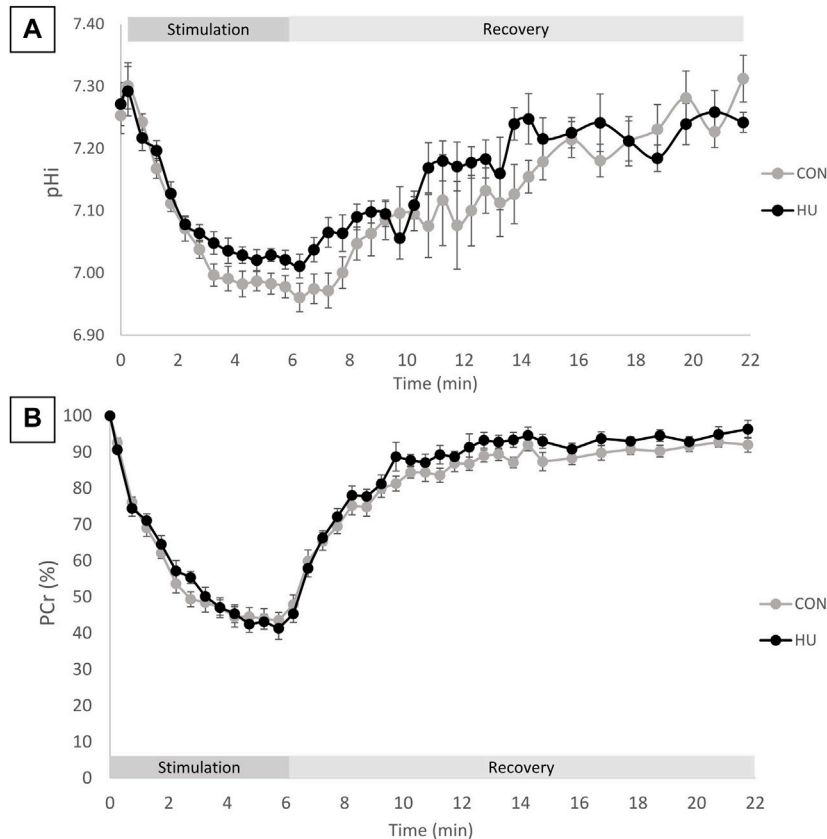 A
7.40
Stimulation
Recovery
7.30
7.20
pHi
CON
HU
7.10
7.00
6.90
0 2 4 6 8 10 12 14 16 18 20 22
Time (min)
B
100
90
80
70
60
PCr (%)
CON
50
HU
40
30
20
10
Stimulation
Recovery
0
0 2 4 6 8 10 12 14 16 18 20 22
Time (min)